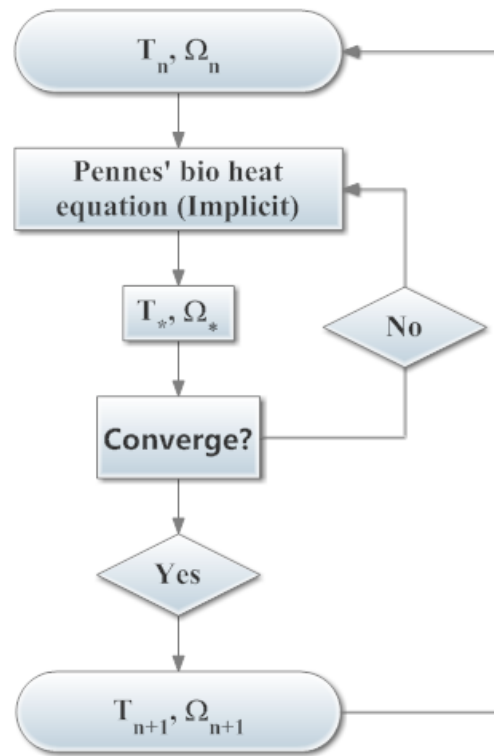 Tₙ, Ωₙ
Pennes' bio heat
equation (Implicit)
T*, Ω*
No
Converge?
Yes
Tₙ₊₁, Ωₙ₊₁